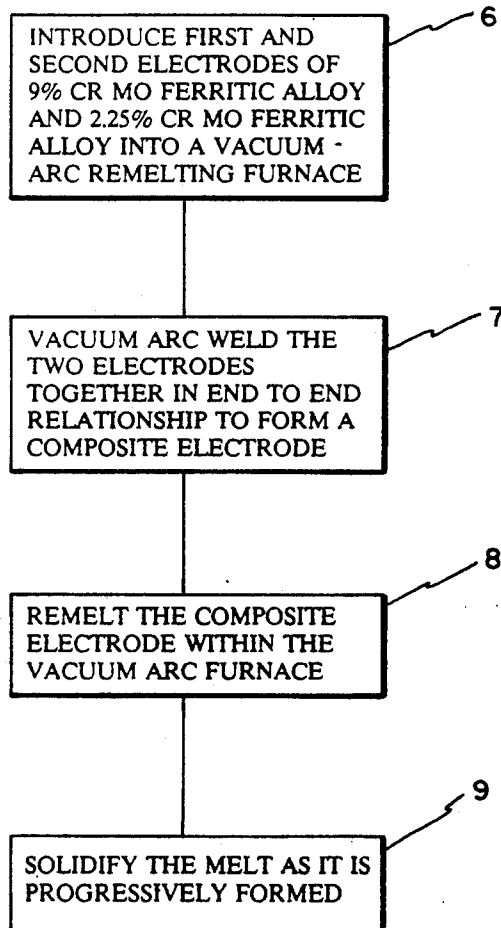 6
INTRODUCE FIRST AND
SECOND ELECTRODES OF
9% CR MO FERRITIC ALLOY
AND 2.25% CR MO FERRITIC
ALLOY INTO A VACUUM -
ARC REMELTING FURNACE
7
VACUUM ARC WELD THE
TWO ELECTRODES
TOGETHER IN END TO END
RELATIONSHIP TO FORM A
COMPOSITE ELECTRODE
8
REMELT THE COMPOSITE
ELECTRODE WITHIN THE
VACUUM ARC FURNACE
9
SOLIDIFY THE MELT AS IT IS
PROGRESSIVELY FORMED